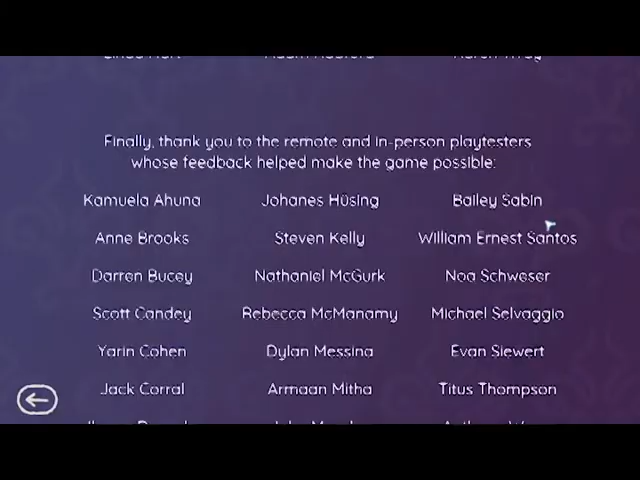 Finally, thank you to the remote and in-person playtesters
whose feedback helped make the game possible:
Kamuela Ahuna Johanes Hüsing Bailey Sabin
Anne Brooks Steven Kelly William Ernest Santos
Darren Bucey Nathaniel McGurk Noa Schweser
Scott Candey Rebecca McManamy Michael Selvaggio
Yarin Cohen Dylan Messina Evan Siewert
Jack Corral Armaan Mitha Titus Thompson